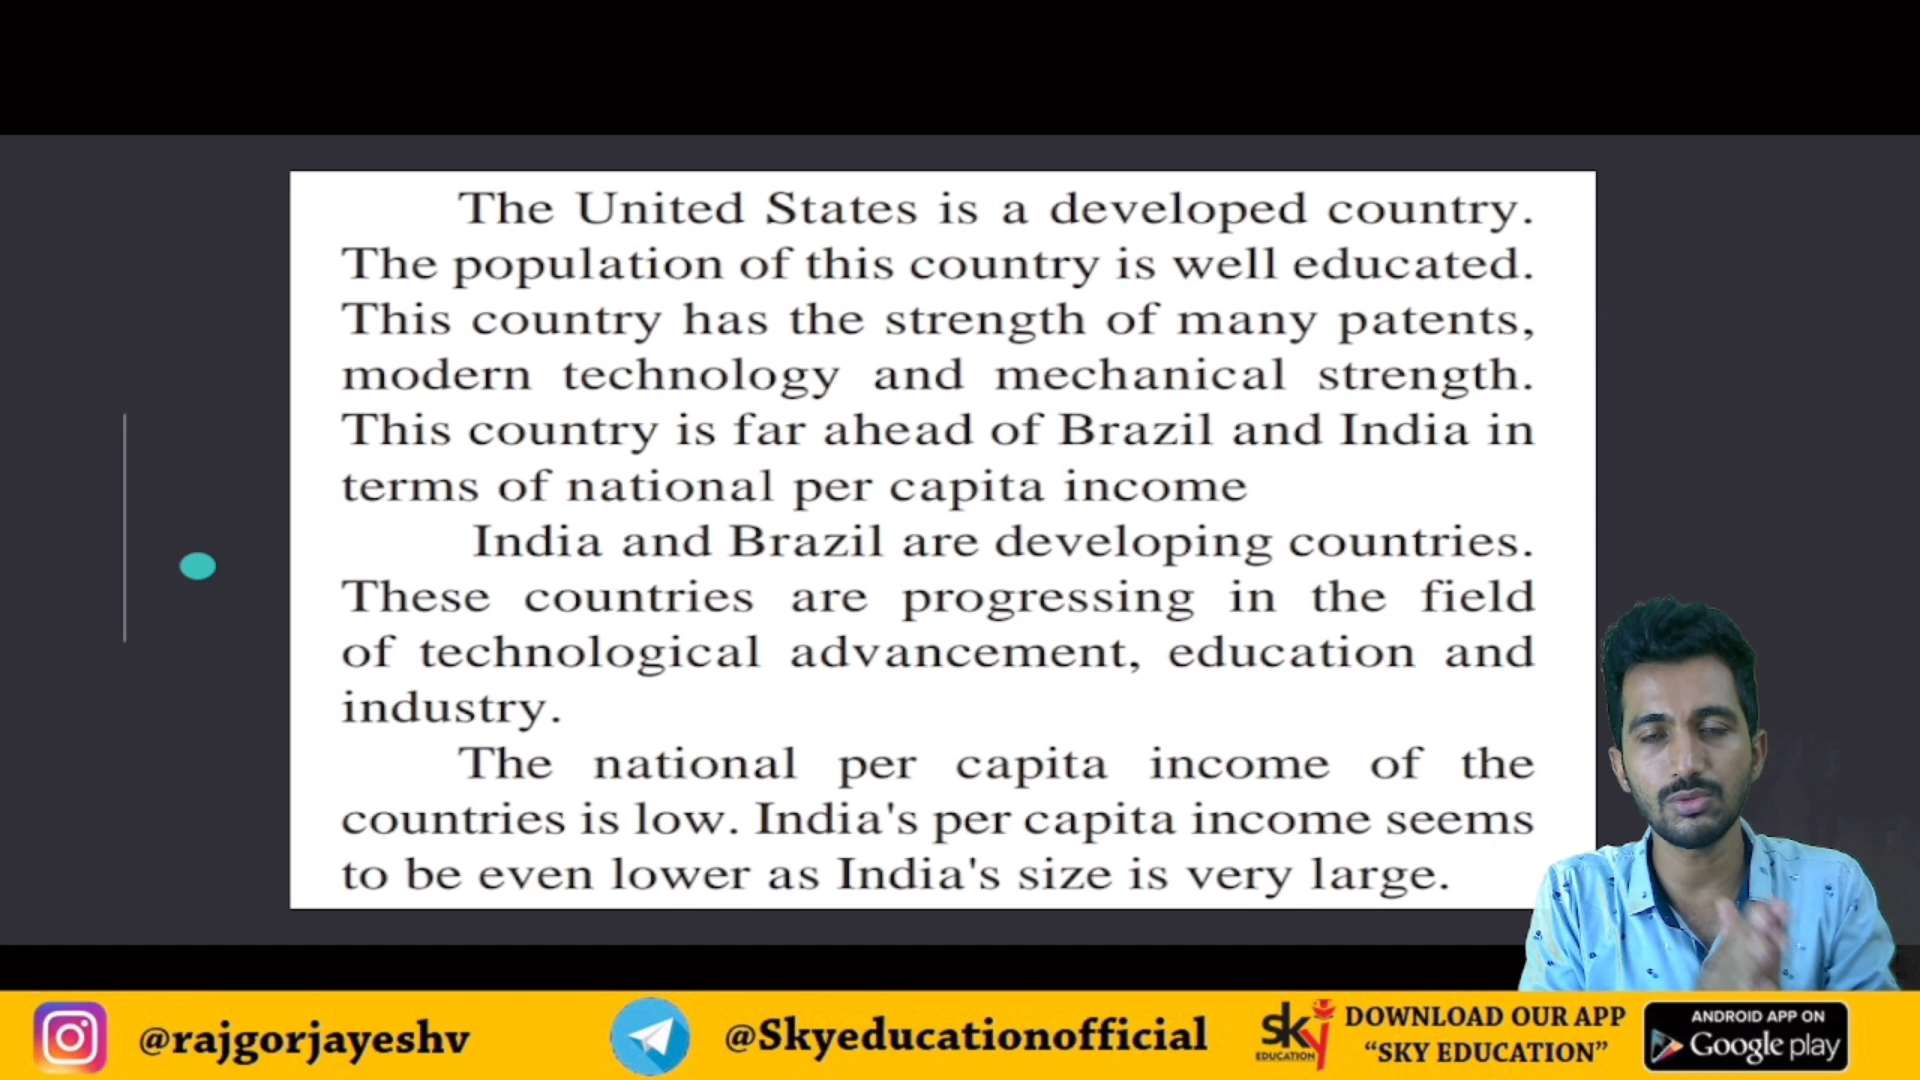 The United States is a developed country.
The population of this country is well educated.
This country has the strength of many patents,
modern technology and mechanical strength.
This country is far ahead of Brazil and India in
terms of national per capita income
India and Brazil are developing countries.
These countries are progressing in the field
of technological advancement, education and
industry.
The national per capita income of the
countries is low. India's per capita income seems
to be even lower as India's size is very large.
@rajgorjayeshv
@Skyeducationofficial
sky
EDUCATION
DOWNLOAD OUR APP
“SKY EDUCATION”
ANDROID APP ON
Google play